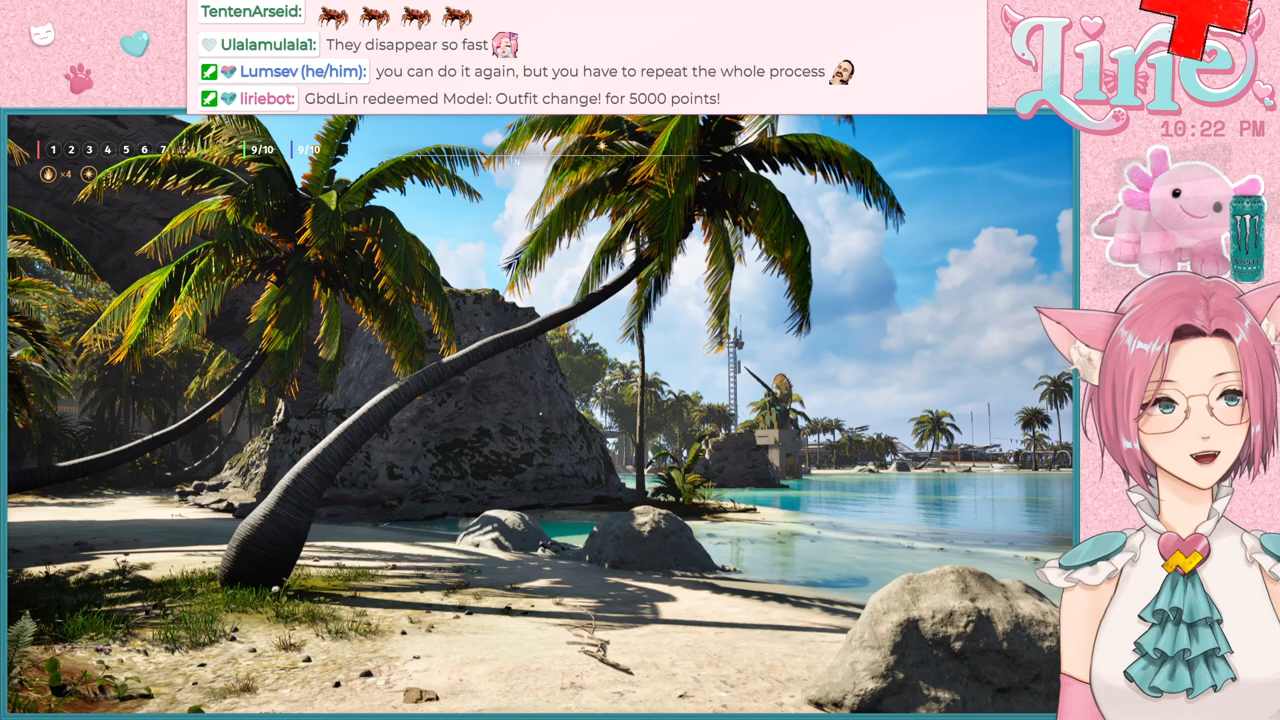 TentenArseid:
Ulalamulala1: They disappear so fast
Lumsev (he/him): you can do it again, but you have to repeat the whole process
liriebot: GbdLin redeemed Model: Outfit change! for 5000 points!
Lirie
10:22 PM
1 2 3 4 5 6 7 9/10 9/10
×4
N